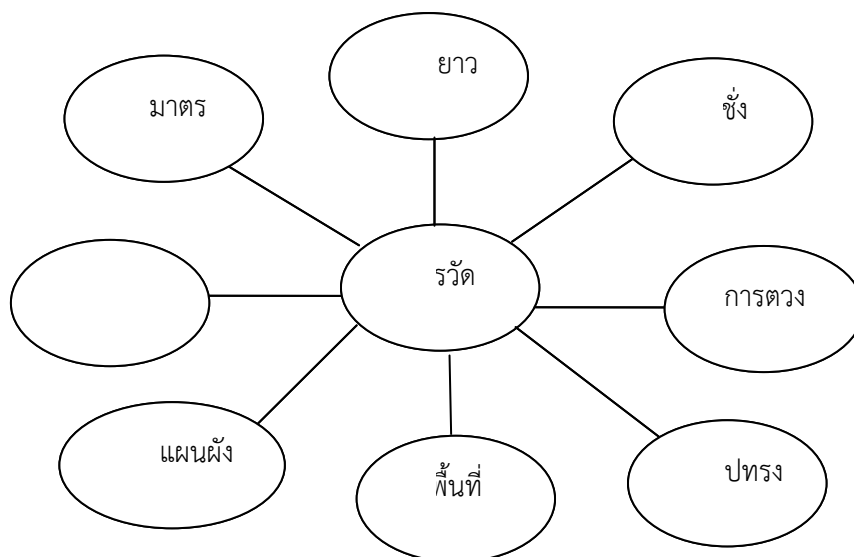 ยาว
มาตร
ชั่ง
รวัด
การตวง
แผนผัง
พื้นที่
ปทรง